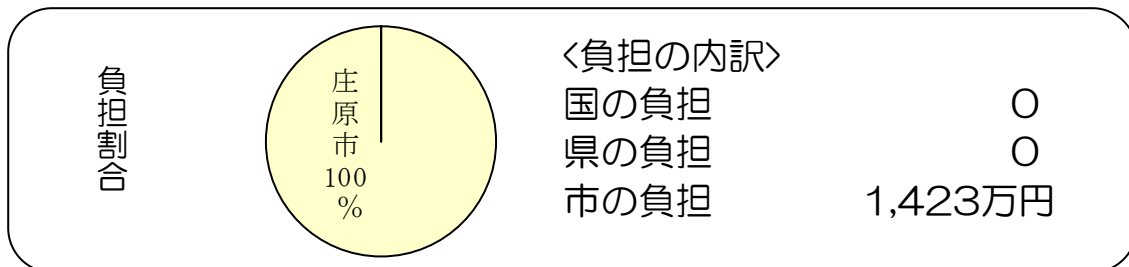 負担割合
庄原市100%
<負担の内訳>
国の負担 0
県の負担 0
市の負担 1,423万円